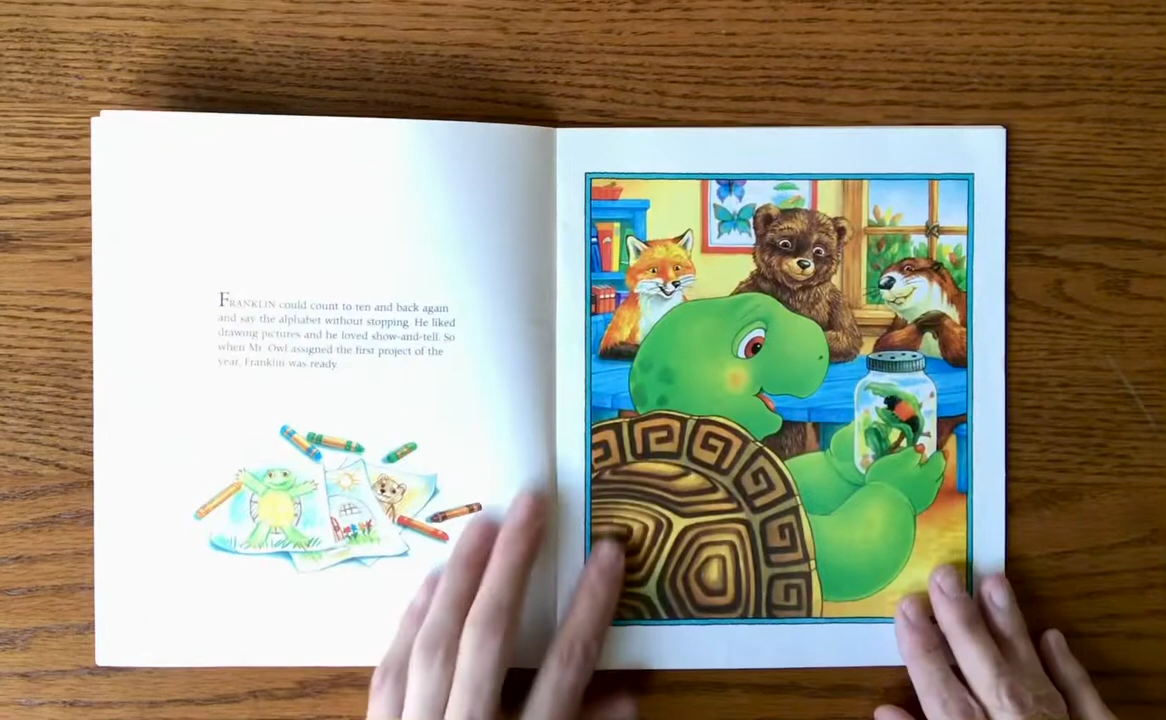 FRANKLIN could count to ten and back again
and say the alphabet without stopping. He liked
drawing pictures and he loved show-and-tell. So
when Mr. Owl assigned the first project of the
year, Franklin was ready.